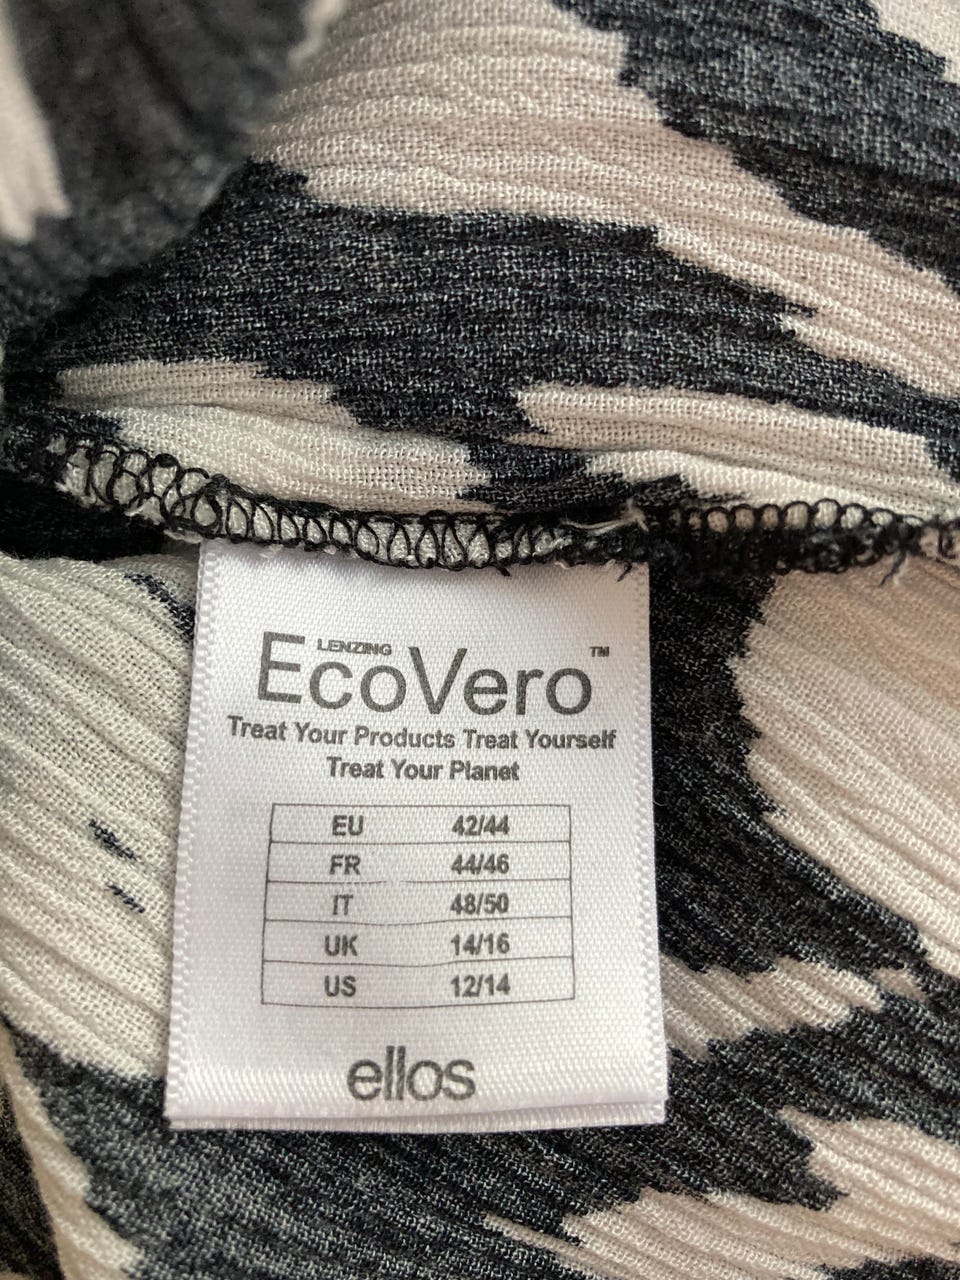 LENZING
EcoVero™
Treat Your Products Treat Yourself
Treat Your Planet
EU 42/44
FR 44/46
IT 48/50
UK 14/16
US 12/14
ellos